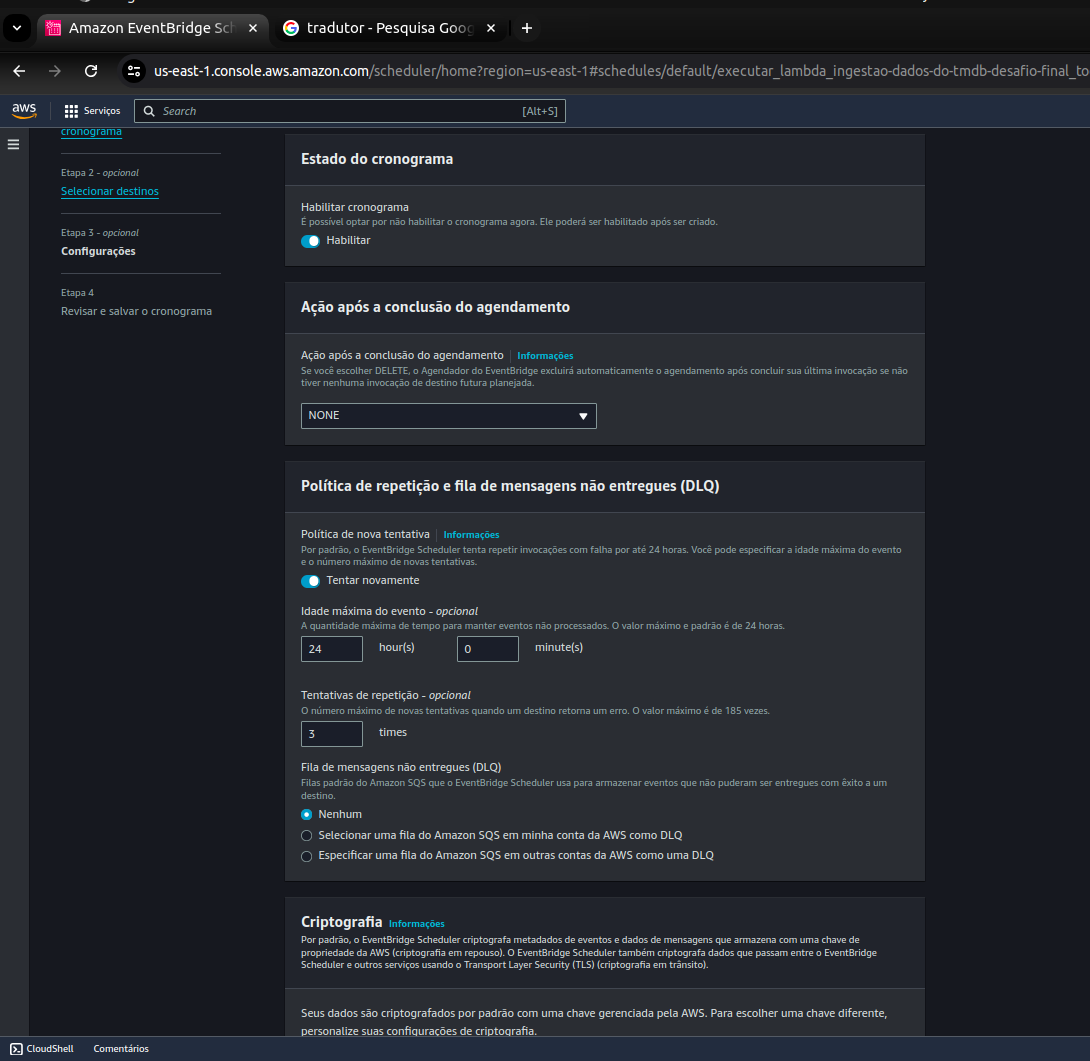 Amazon EventBridge Sch
tradutor - Pesquisa Goog
us-east-1.console.aws.amazon.com/scheduler/home?region=us-east-1#schedules/default/executar_lambda_ingestao-dados-do-tmdb-desafio-final_to
aws
Serviços
Search
[Alt+S]
cronograma
Etapa 2 - opcional
Selecionar destinos
Etapa 3 - opcional
Configurações
Etapa 4
Revisar e salvar o cronograma
Estado do cronograma
Habilitar cronograma
É possível optar por não habilitar o cronograma agora. Ele poderá ser habilitado após ser criado.
Habilitar
Ação após a conclusão do agendamento
Ação após a conclusão do agendamento
Informações
Se você escolher DELETE, o Agendador do EventBridge excluirá automaticamente o agendamento após concluir sua última invocação se não
tiver nenhuma invocação de destino futura planejada.
NONE
Política de repetição e fila de mensagens não entregues (DLQ)
Política de nova tentativa
Informações
Por padrão, o EventBridge Scheduler tenta repetir invocações com falha por até 24 horas. Você pode especificar a idade máxima do evento
e o número máximo de novas tentativas.
Tentar novamente
Idade máxima do evento - opcional
A quantidade máxima de tempo para manter eventos não processados. O valor máximo e padrão é de 24 horas.
24 hour(s) 0 minute(s)
Tentativas de repetição - opcional
O número máximo de novas tentativas quando um destino retorna um erro. O valor máximo é de 185 vezes.
3 times
Fila de mensagens não entregues (DLQ)
Filas padrão do Amazon SQS que o EventBridge Scheduler usa para armazenar eventos que não puderam ser entregues com êxito a um
destino.
Nenhum
Selecionar uma fila do Amazon SQS em minha conta da AWS como DLQ
Especificar uma fila do Amazon SQS em outras contas da AWS como uma DLQ
Criptografia Informações
Por padrão, o EventBridge Scheduler criptografa metadados de eventos e dados de mensagens que armazena com uma chave de
propriedade da AWS (criptografia em repouso). O EventBridge Scheduler também criptografa dados que passam entre o EventBridge
Scheduler e outros serviços usando o Transport Layer Security (TLS) (criptografia em trânsito).
Seus dados são criptografados por padrão com uma chave gerenciada pela AWS. Para escolher uma chave diferente,
personalize suas configurações de criptografia.
CloudShell
Comentários